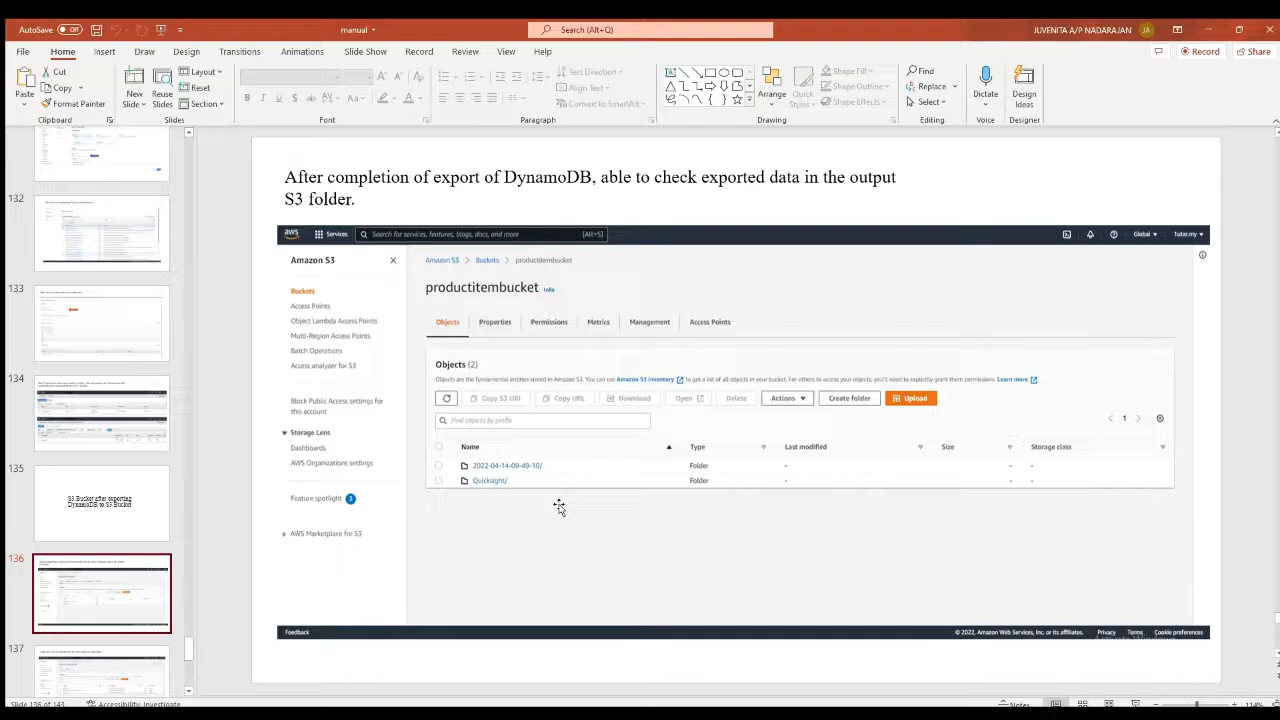 AutoSave Off
manual
Search (Alt+Q)
JUVENITA A/P NADARAJAN JA
File Home Insert Draw Design Transitions Animations Slide Show Record Review View Help
Record Share
Paste Cut Copy Format Painter
New Slide Reuse Slides Layout Reset Section
Text Direction Align Text Convert to SmartArt
Arrange Quick Styles Shape Fill Shape Outline Shape Effects
Find Replace Select
Dictate Design Ideas
Clipboard Slides Font Paragraph Drawing Editing Voice Designer
132
133
134
135
S3 Bucket after exporting
DynamoDB to S3 Bucket
136
137
After completion of export of DynamoDB, able to check exported data in the output
S3 folder.
aws Services Search for services, features, blogs, docs, and more [Alt+S] Global Tutar.my
Amazon S3
Buckets
Access Points
Object Lambda Access Points
Multi-Region Access Points
Batch Operations
Access analyzer for S3
Block Public Access settings for
this account
Storage Lens
Dashboards
AWS Organizations settings
Feature spotlight 3
AWS Marketplace for S3
Amazon S3 > Buckets > productitembucket
productitembucket Info
Objects Properties Permissions Metrics Management Access Points
Objects (2)
Objects are the fundamental entities stored in Amazon S3. You can use Amazon S3 inventory to get a list of all objects in your bucket. For others to access your objects, you'll need to explicitly grant them permissions. Learn more
Copy S3 URI Copy URL Download Open Delete Actions Create folder Upload
Find objects by prefix
1
Name Type Last modified Size Storage class
2022-04-14-09-49-10/ Folder - - -
Quicksight/ Folder - - -
Feedback © 2022, Amazon Web Services, Inc. or its affiliates. Privacy Terms Cookie preferences
Activate Windows
Slide 136 of 143 Accessibility: Investigate Notes 114%